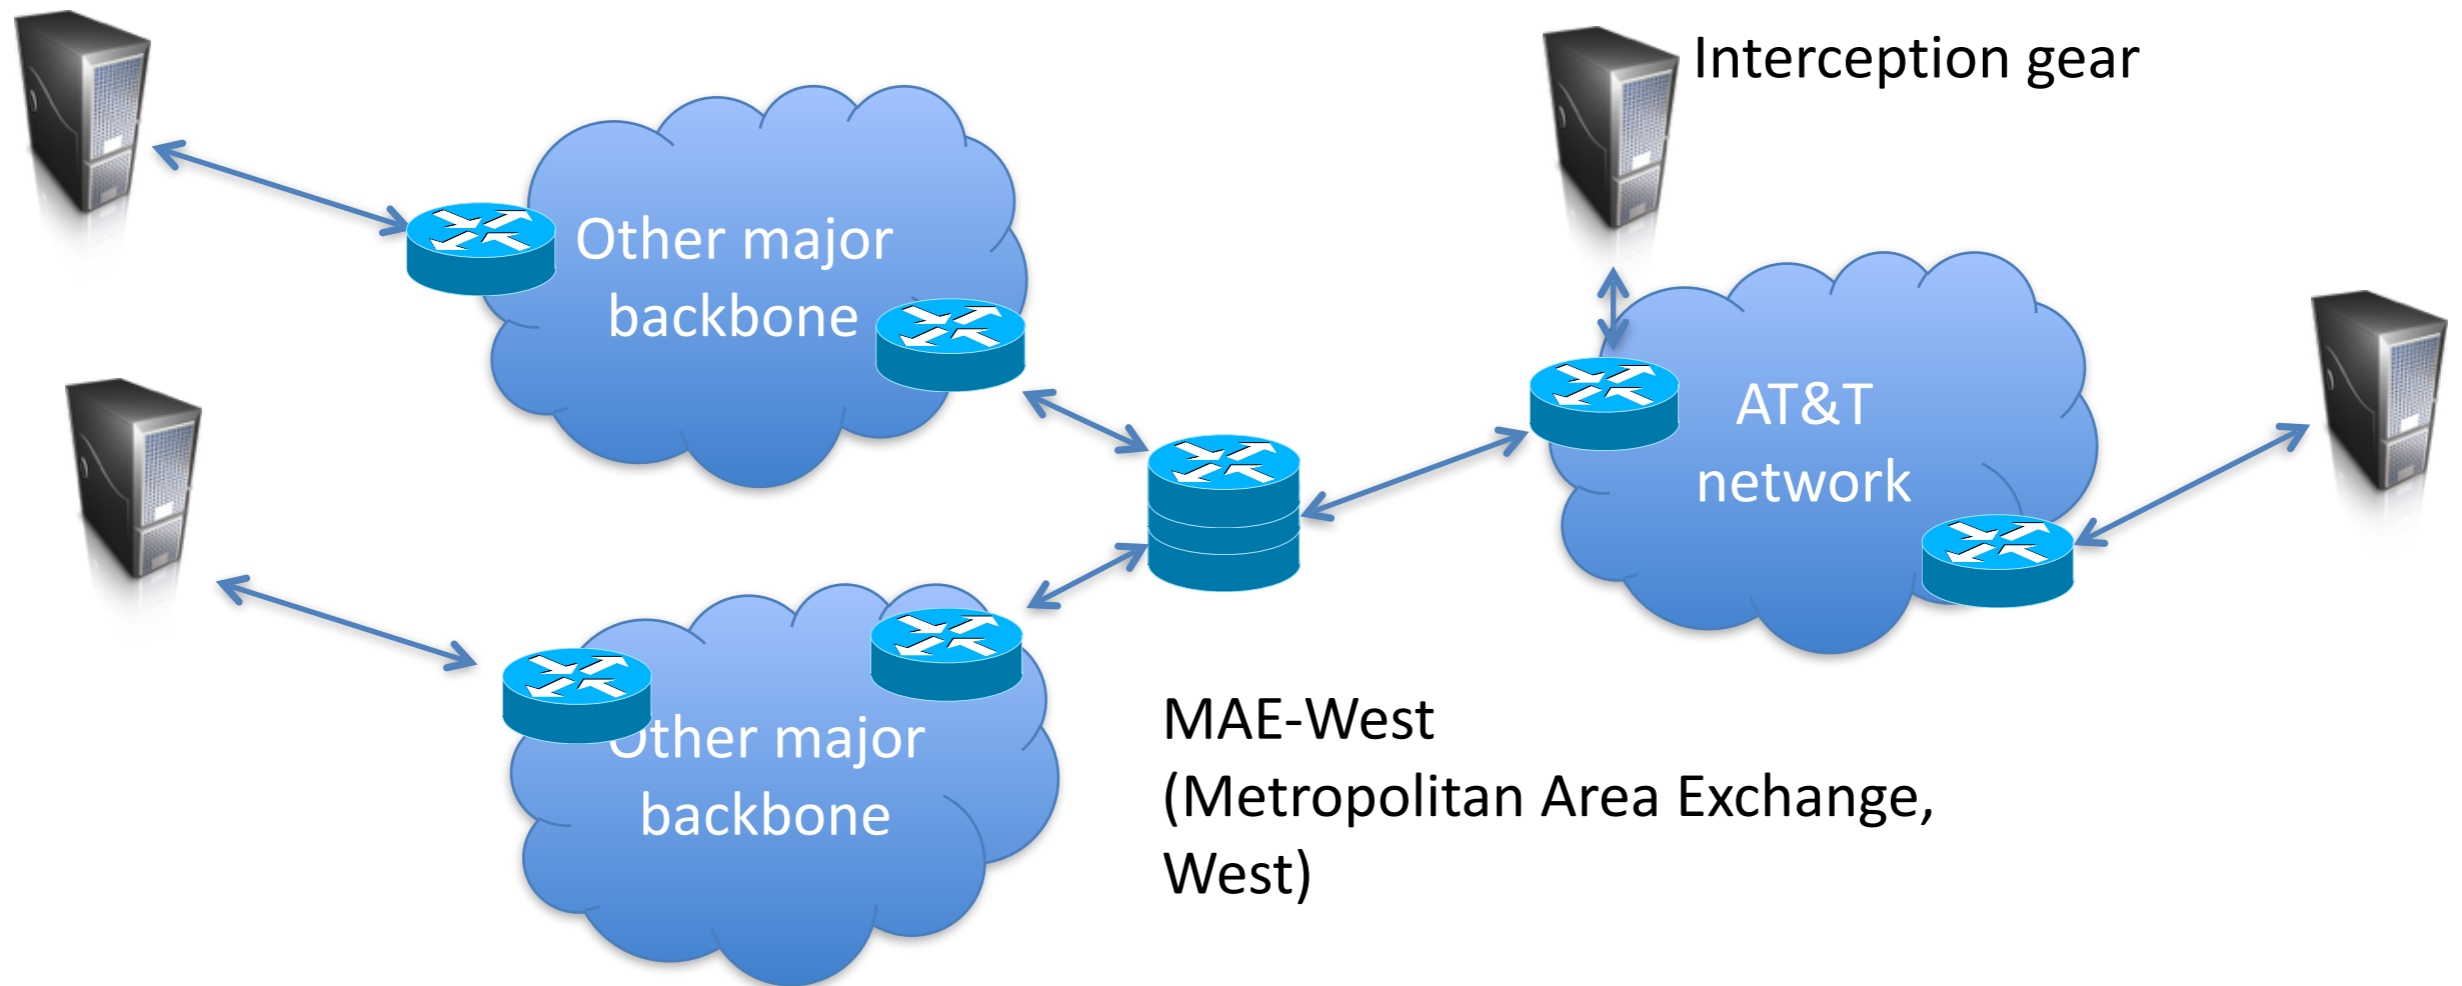 Interception gear
Other major
backbone
AT&T
network
Other major
backbone
MAE-West
(Metropolitan Area Exchange,
West)